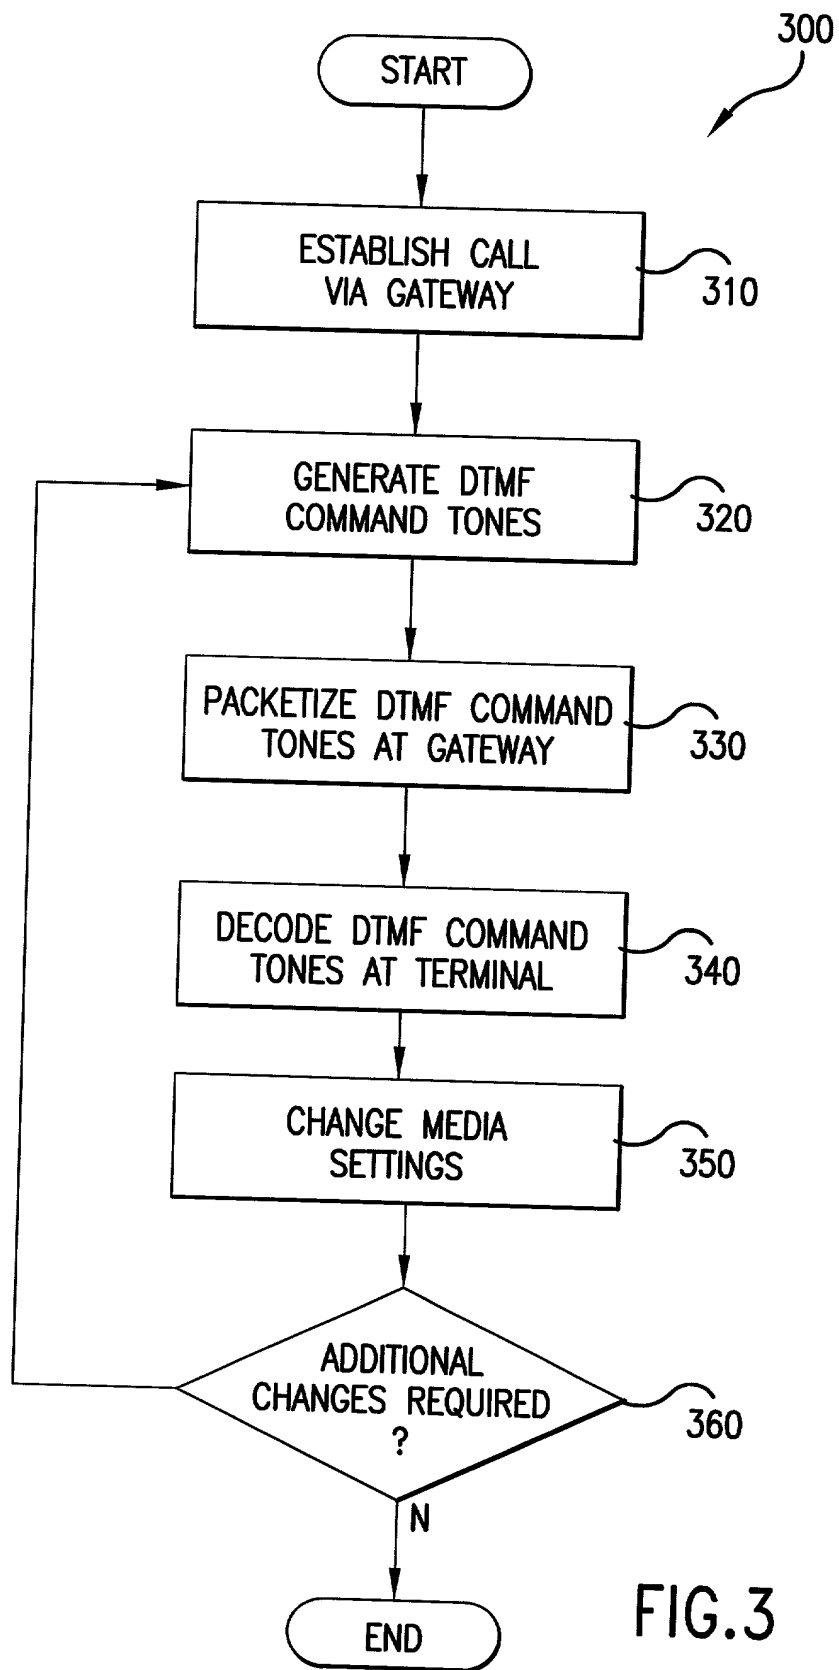 300
START
ESTABLISH CALL
VIA GATEWAY
310
GENERATE DTMF
COMMAND TONES
320
PACKETIZE DTMF COMMAND
TONES AT GATEWAY
330
DECODE DTMF COMMAND
TONES AT TERMINAL
340
CHANGE MEDIA
SETTINGS
350
ADDITIONAL
CHANGES REQUIRED
?
360
N
END
FIG.3